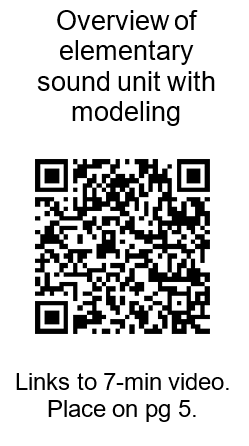 Overview of
elementary
sound unit with
modeling
Links to 7-min video.
Place on pg 5.